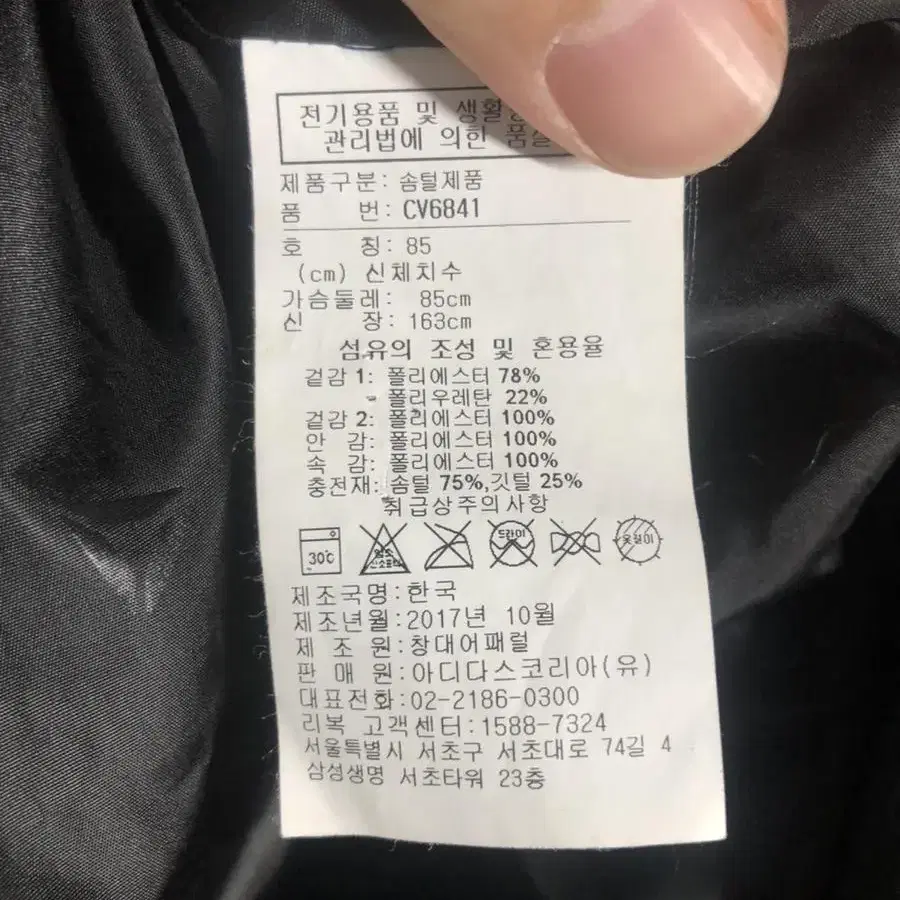 전기용품 및 생활
관리법에 의한
제품구분: 솜털제품
품 번: CV6841
호 칭: 85
(cm) 신체치수
가슴둘레: 85cm
신 장: 163cm
섬유의 조성 및 혼용율
겉감 1: 폴리에스터 78%
폴리우레탄 22%
겉감 2: 폴리에스터 100%
안 감: 폴리에스터 100%
속 감: 폴리에스터 100%
충전재: 솜털 75%,깃털 25%
취급상주의사항
30℃ 드라이
제조국명:한국
제조년월:2017년 10월
제 조 원:창대어패럴
판 매 원:아디다스코리아(유)
대표전화:02-2186-0300
리복 고객센터:1588-7324
서울특별시 서초구 서초대로 74길 4
삼성생명 서초타워 23층